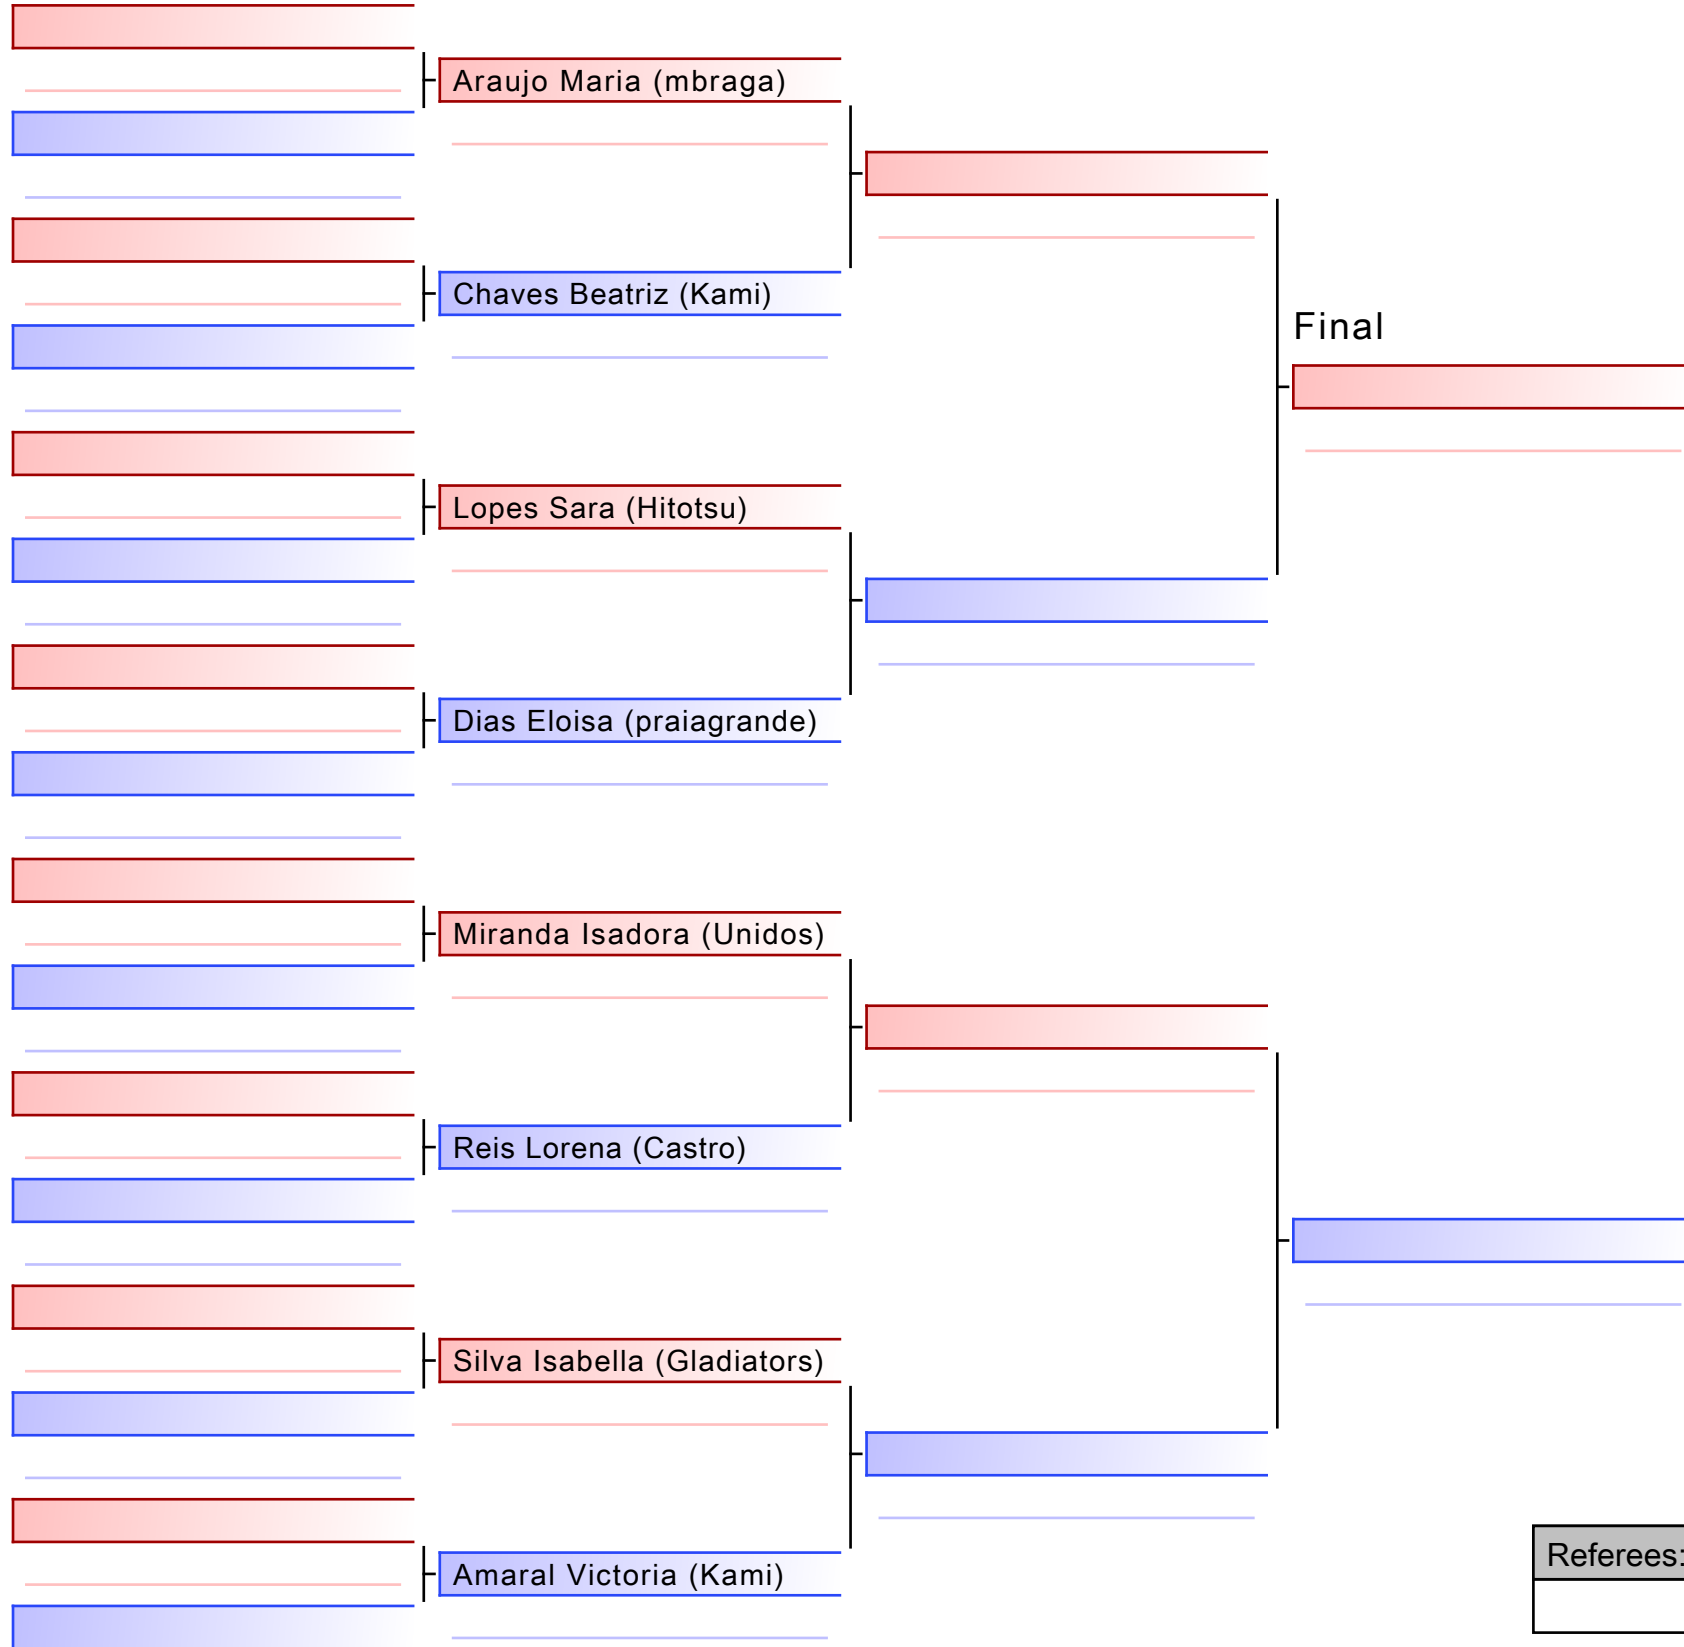 Araujo Maria (mbraga)
Chaves Beatriz (Kami)
Final
Lopes Sara (Hitotsu)
Dias Eloisa (praiagrande)
Miranda Isadora (Unidos)
Reis Lorena (Castro)
Silva Isabella (Gladiators)
Amaral Victoria (Kami)
Referees: